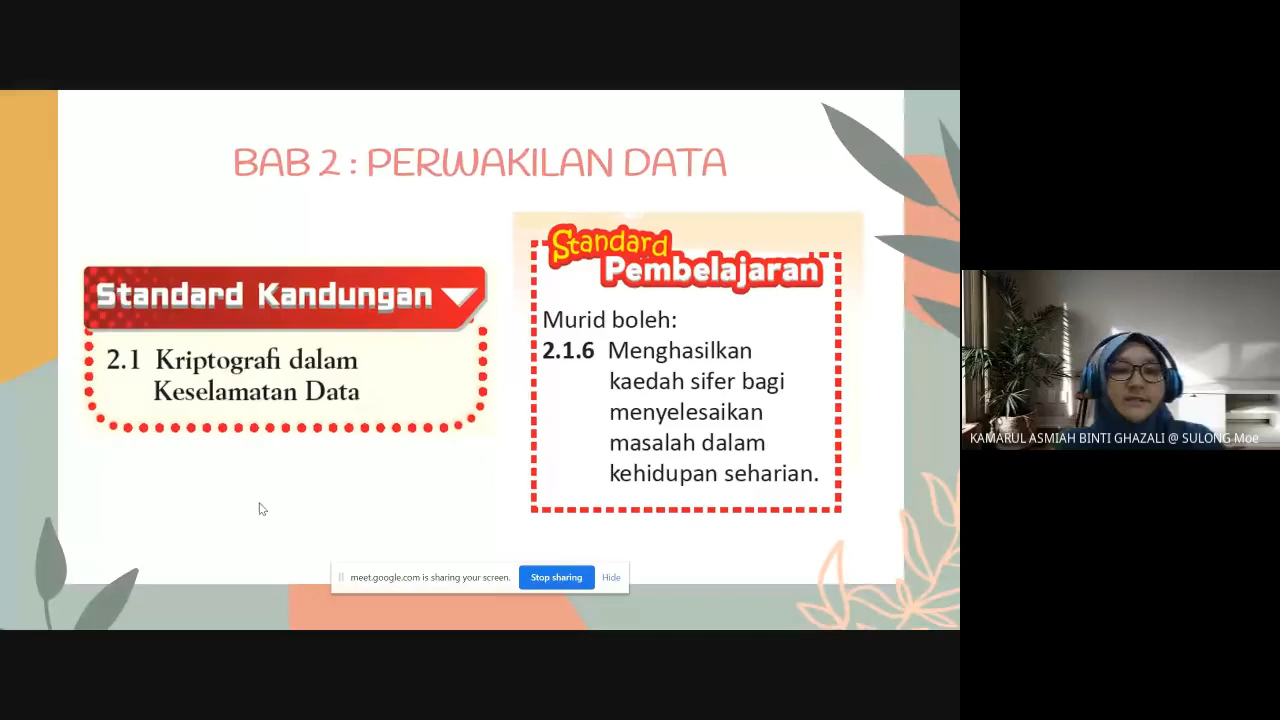 BAB 2 : PERWAKILAN DATA
Standard Kandungan
2.1 Kriptografi dalam
Keselamatan Data
Standard
Pembelajaran
Murid boleh:
2.1.6 Menghasilkan
kaedah sifer bagi
menyelesaikan
masalah dalam
kehidupan seharian.
meet.google.com is sharing your screen.
Stop sharing
Hide
KAMARUL ASMIAH BINTI GHAZALI @ SULONG Moe